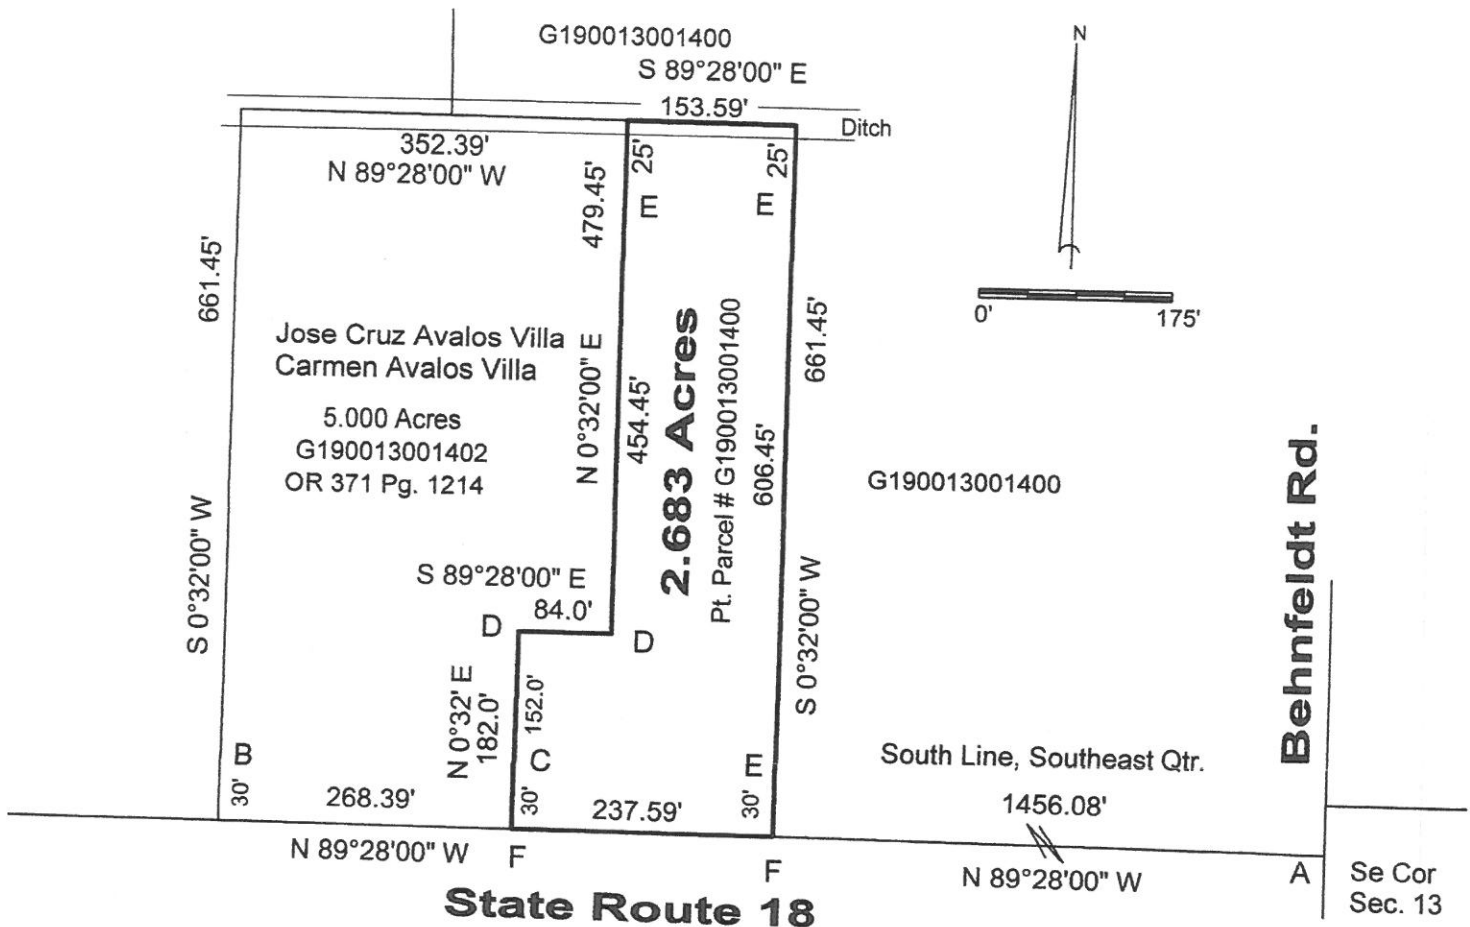 G190013001400
S 89°28'00" E
153.59'
Ditch
N
352.39'
N 89°28'00" W
25'
25'
E
E
479.45'
661.45'
0'
175'
Jose Cruz Avalos Villa
Carmen Avalos Villa
5.000 Acres
G190013001402
OR 371 Pg. 1214
N 0°32'00" E
454.45'
2.683 Acres
Pt. Parcel # G190013001400
606.45'
661.45'
G190013001400
Behnfeldt Rd.
S 0°32'00" W
S 89°28'00" E
84.0'
D
D
S 0°32'00" W
N 0°32' E
182.0'
152.0'
B
C
E
30'
268.39'
30'
237.59'
30'
South Line, Southeast Qtr.
1456.08'
N 89°28'00" W
F
F
N 89°28'00" W
A
Se Cor
Sec. 13
State Route 18